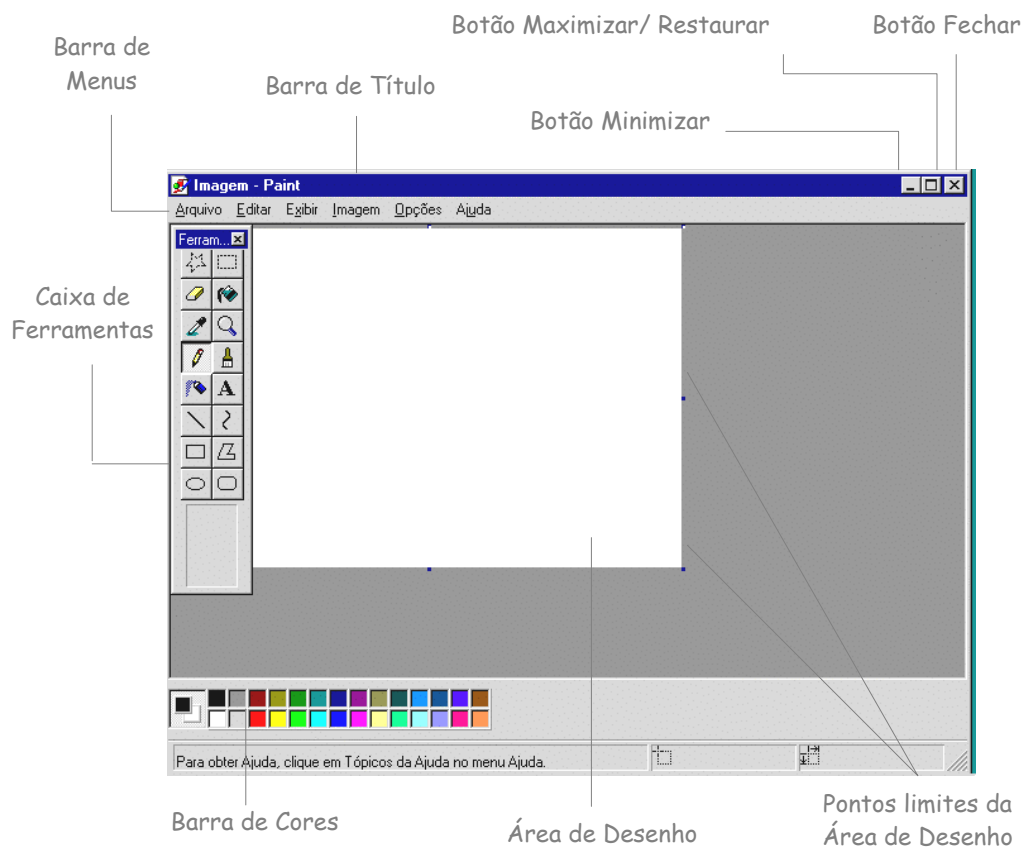 Botão Maximizar/ Restaurar
Botão Fechar
Barra de
Menus
Barra de Título
Botão Minimizar
Imagem - Paint
Arquivo Editar Exibir Imagem Opções Ajuda
Ferram...
A
Caixa de
Ferramentas
Para obter Ajuda, clique em Tópicos da Ajuda no menu Ajuda.
Barra de Cores
Área de Desenho
Pontos limites da
Área de Desenho